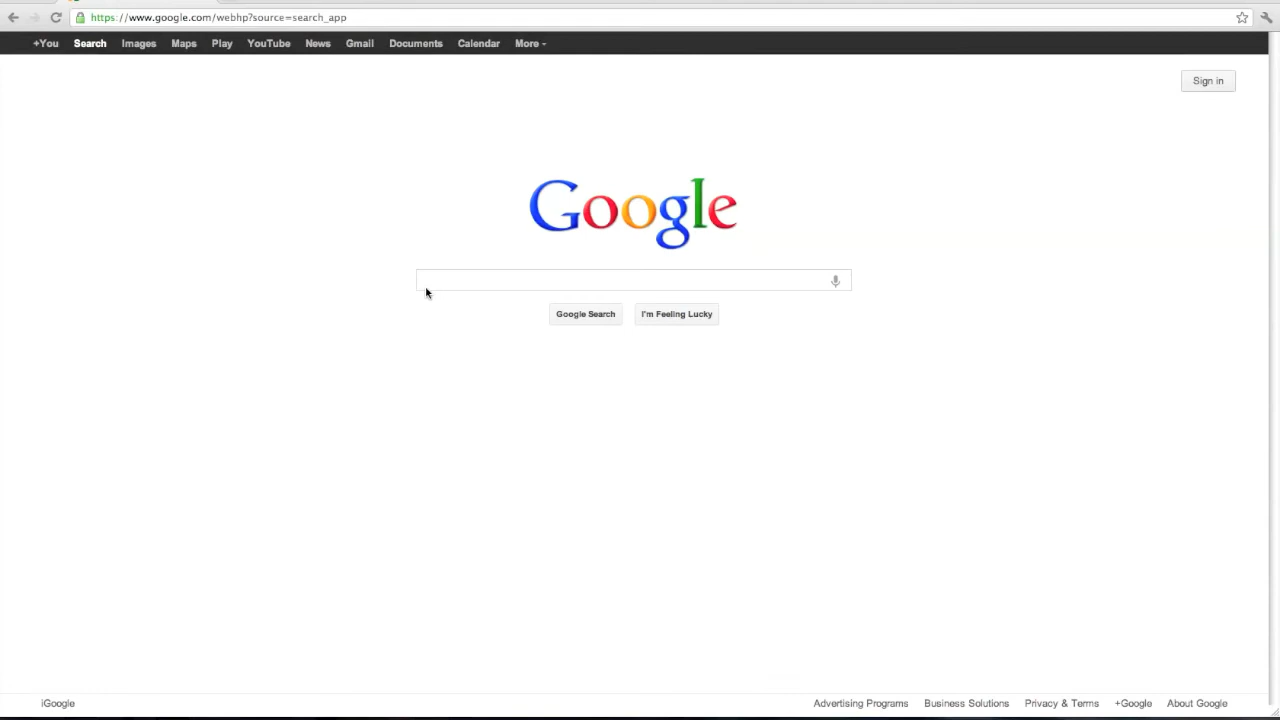 https://www.google.com/webhp?source=search_app
+You Search Images Maps Play YouTube News Gmail Documents Calendar More
Sign in
Google
Google Search I'm Feeling Lucky
iGoogle Advertising Programs Business Solutions Privacy & Terms +Google About Google